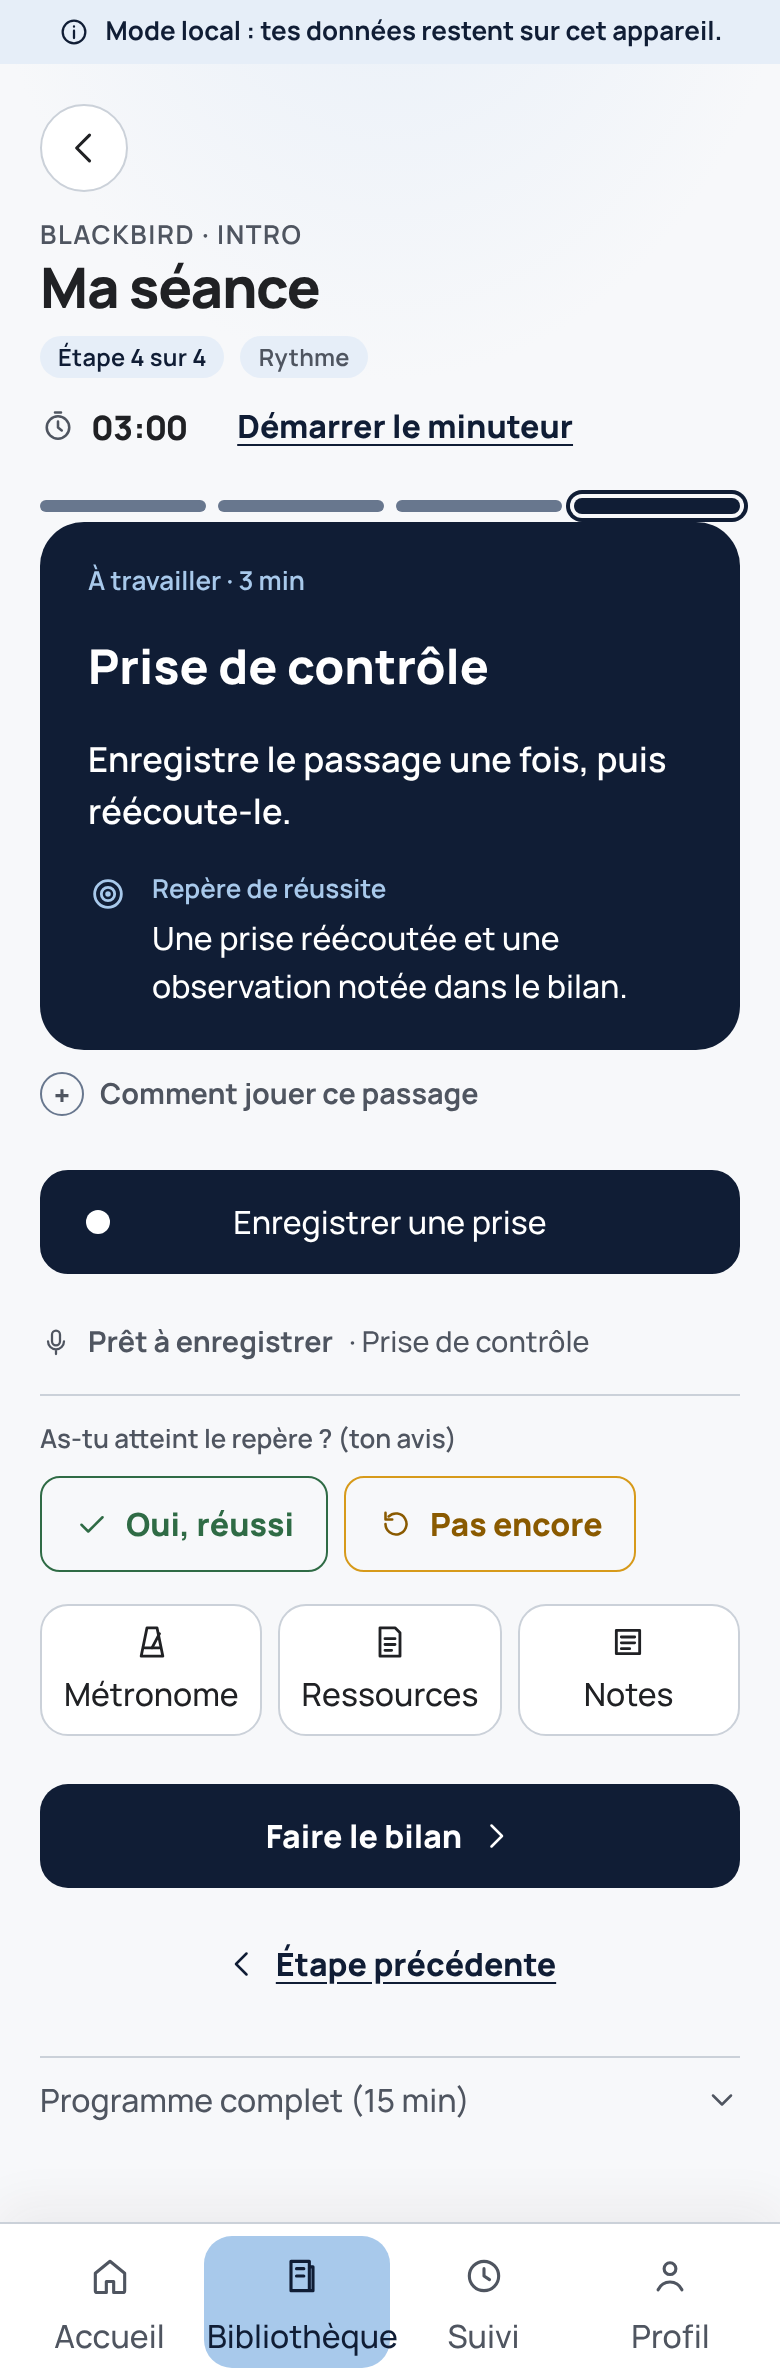 Mode local : tes données restent sur cet appareil.
BLACKBIRD · INTRO
Ma séance
Étape 4 sur 4
Rythme
03:00
Démarrer le minuteur
À travailler · 3 min
Prise de contrôle
Enregistre le passage une fois, puis
réécoute-le.
Repère de réussite
Une prise réécoutée et une
observation notée dans le bilan.
Comment jouer ce passage
Enregistrer une prise
Prêt à enregistrer · Prise de contrôle
As-tu atteint le repère ? (ton avis)
Oui, réussi
Pas encore
Métronome
Ressources
Notes
Faire le bilan
Étape précédente
Programme complet (15 min)
Accueil
Bibliothèque
Suivi
Profil